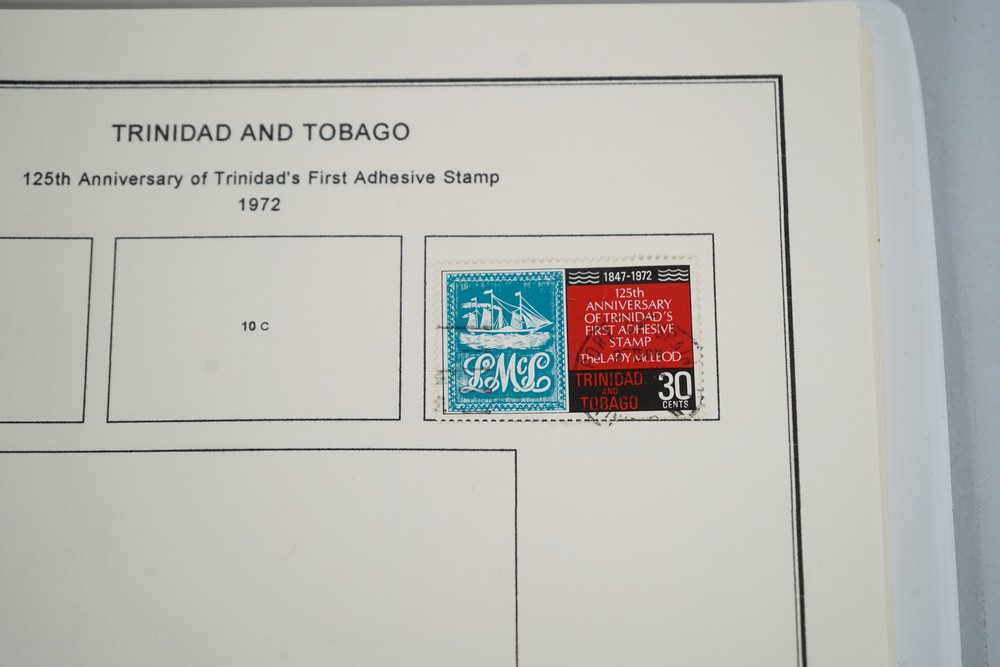 TRINIDAD AND TOBAGO
125th Anniversary of Trinidad's First Adhesive Stamp
1972
10 C
1847-1972
125th
ANNIVERSARY
OF TRINIDAD'S
FIRST ADHESIVE
STAMP
The LADY McLEOD
LMcL
TRINIDAD
AND
TOBAGO
30
CENTS